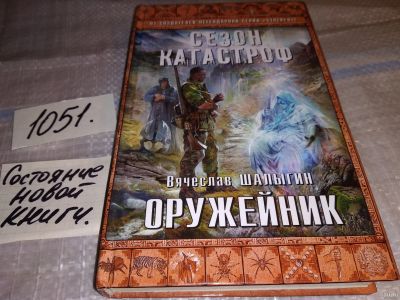 СЕЗОН
КАТАСТРОФ
1051.
Состояние
новой
книги.
Вячеслав ШАЛЫГИН
ОРУЖЕЙНИК